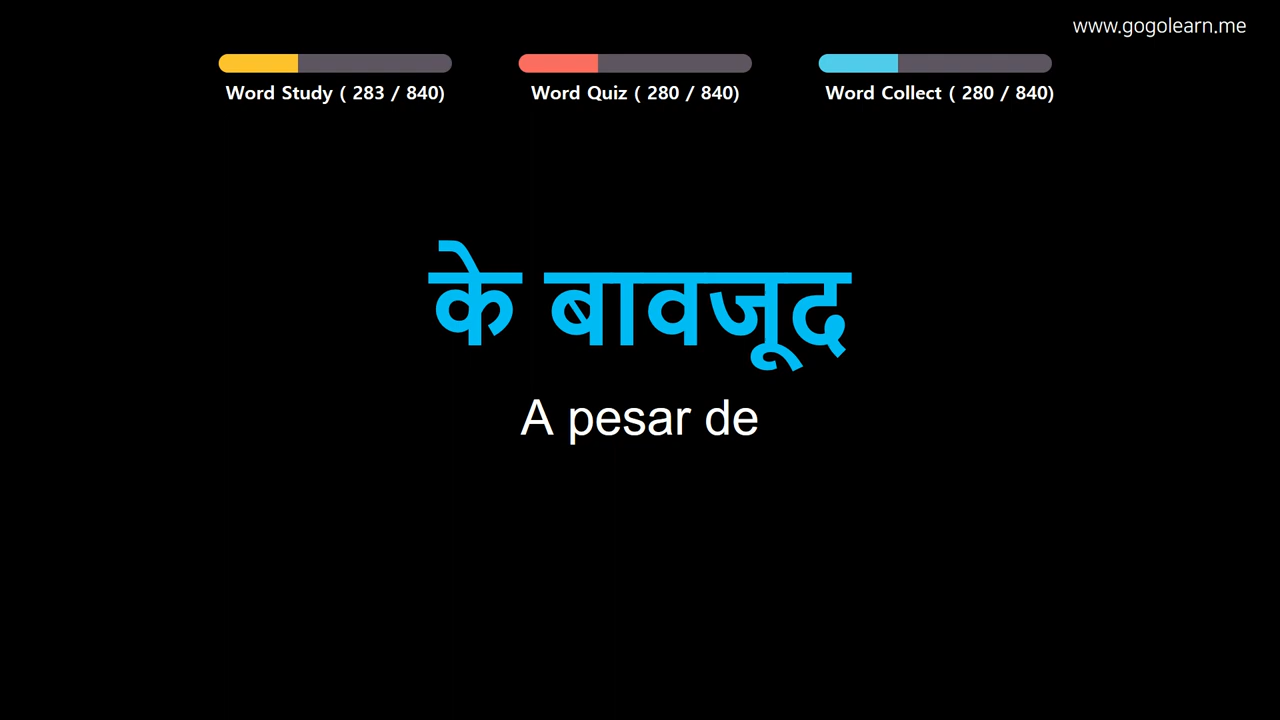 www.gogolearn.me
Word Study ( 283 / 840)
Word Quiz ( 280 / 840)
Word Collect ( 280 / 840)
के बावजूद
A pesar de